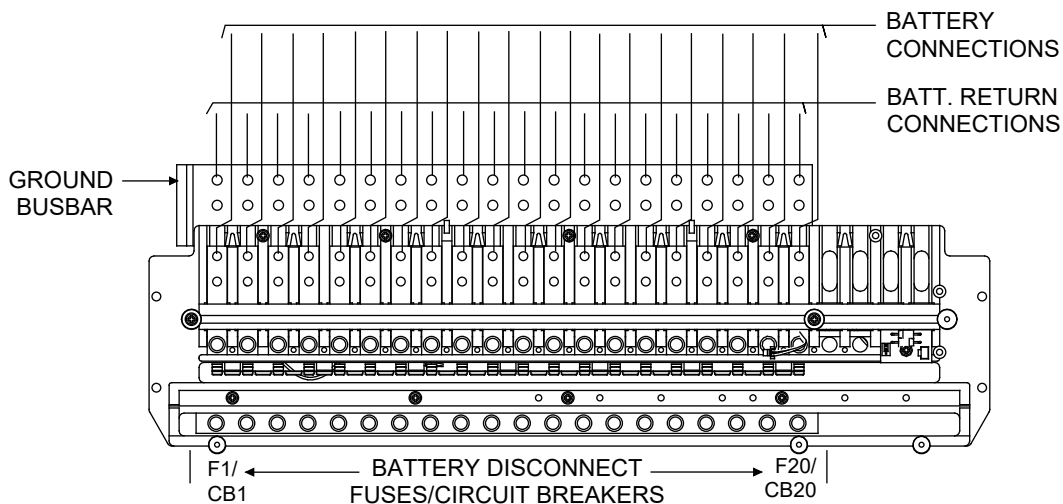 BATTERY
CONNECTIONS
BATT. RETURN
CONNECTIONS
GROUND
BUSBAR
F1/
CB1
BATTERY DISCONNECT
FUSES/CIRCUIT BREAKERS
F20/
CB20